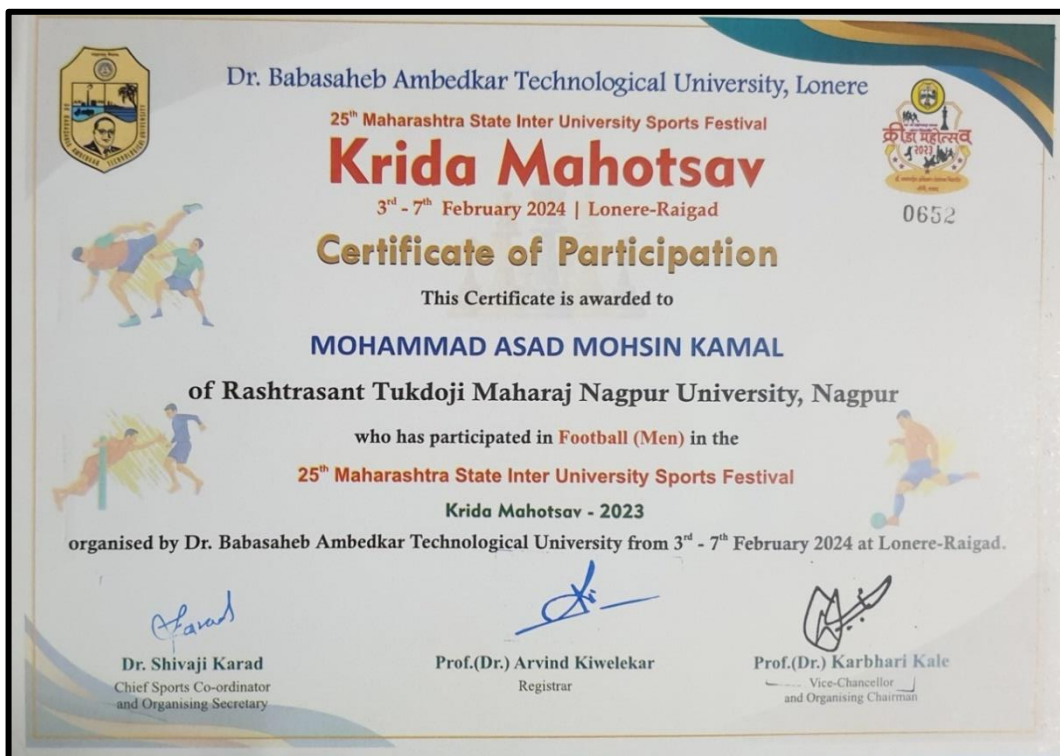 Dr. Babasaheb Ambedkar Technological University, Lonere
25th Maharashtra State Inter University Sports Festival
Krida Mahotsav
3rd - 7th February 2024 | Lonere-Raigad
क्रीडा महोत्सव
२०२३
0652
Certificate of Participation
This Certificate is awarded to
MOHAMMAD ASAD MOHSIN KAMAL
of Rashtrasant Tukdoji Maharaj Nagpur University, Nagpur
who has participated in Football (Men) in the
25th Maharashtra State Inter University Sports Festival
Krida Mahotsav - 2023
organised by Dr. Babasaheb Ambedkar Technological University from 3rd - 7th February 2024 at Lonere-Raigad.
Dr. Shivaji Karad
Chief Sports Co-ordinator
and Organising Secretary
Prof.(Dr.) Arvind Kiwelekar
Registrar
Prof.(Dr.) Karbhari Kale
Vice-Chancellor
and Organising Chairman